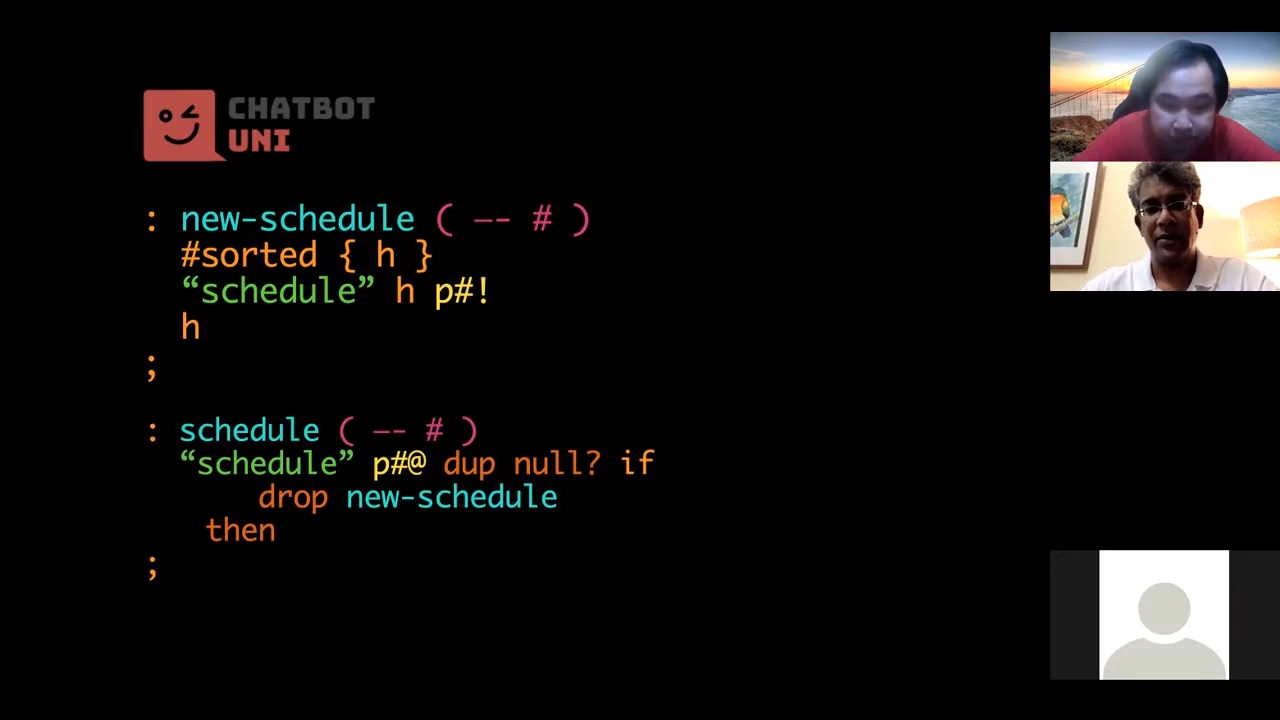 CHATBOT
UNI
: new-schedule ( –- # )
#sorted { h }
“schedule” h p#!
h
;
: schedule ( –- # )
“schedule” p#@ dup null? if
drop new-schedule
then
;